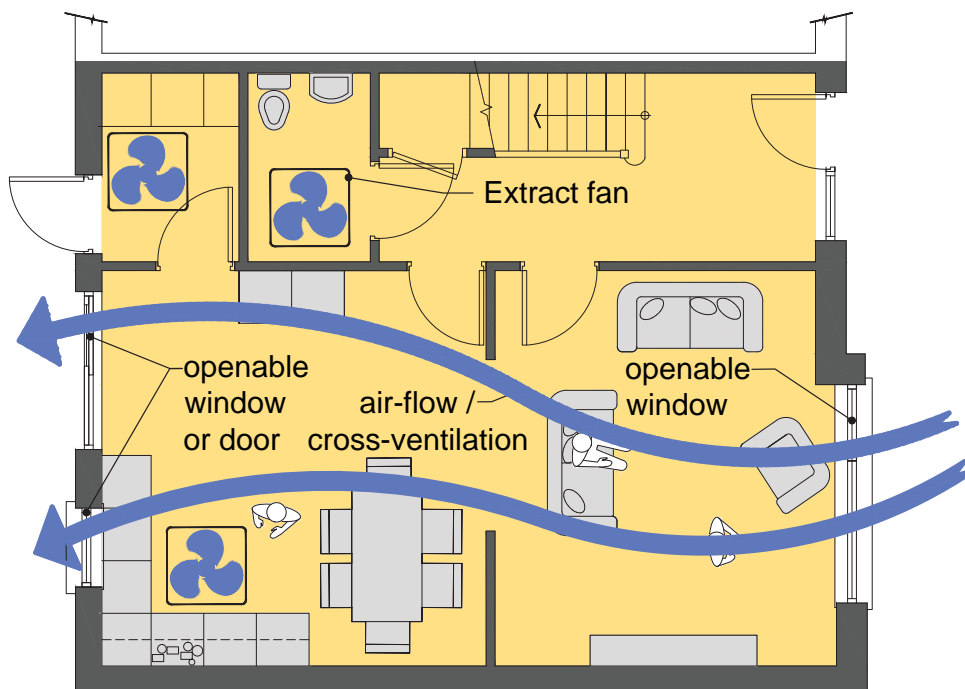 Extract fan
openable
window
or door
air-flow /
cross-ventilation
openable
window